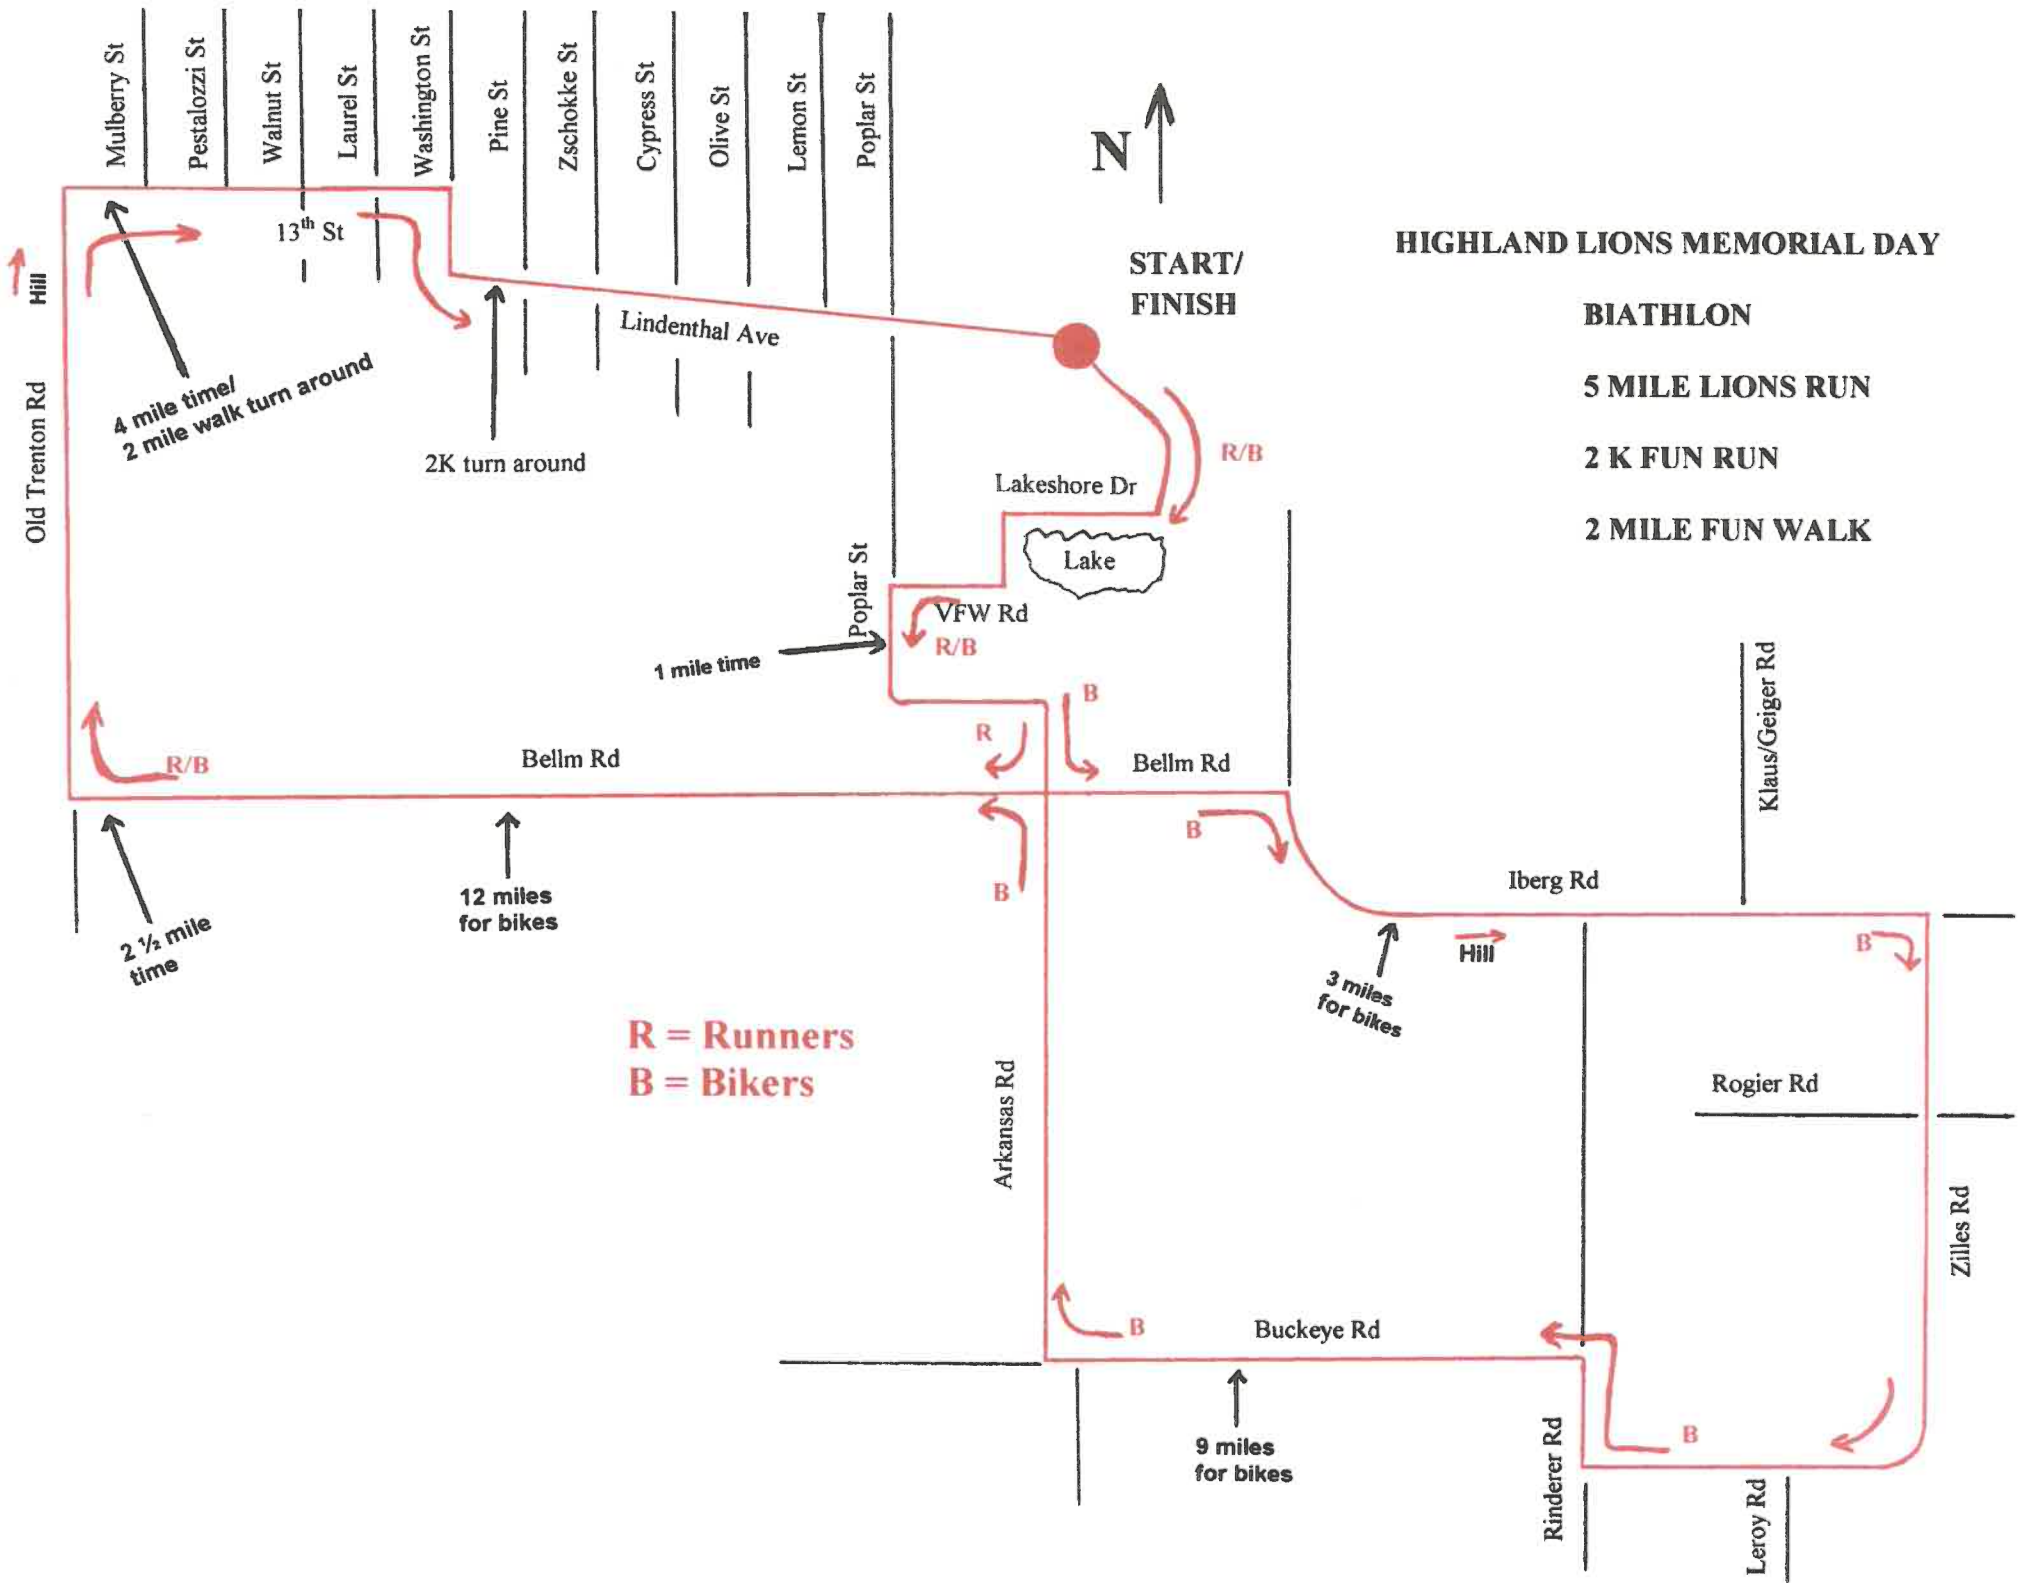 Mulberry St
Pestalozzi St
Walnut St
Laurel St
Washington St
Pine St
Zschokke St
Cypress St
Olive St
Lemon St
Poplar St
N
START/
FINISH
HIGHLAND LIONS MEMORIAL DAY
BIATHLON
5 MILE LIONS RUN
2 K FUN RUN
2 MILE FUN WALK
13th St
Hill
Lindenthal Ave
Old Trenton Rd
4 mile time/
2 mile walk turn around
2K turn around
R/B
Lakeshore Dr
Lake
Poplar St
VFW Rd
R/B
1 mile time
B
R
Klaus/Geiger Rd
R/B
Bellm Rd
Bellm Rd
B
B
12 miles
for bikes
2 ½ mile
time
Iberg Rd
Hill
B
3 miles
for bikes
R = Runners
B = Bikers
Arkansas Rd
Rogier Rd
Zilles Rd
B
Buckeye Rd
9 miles
for bikes
B
Rinderer Rd
Leroy Rd